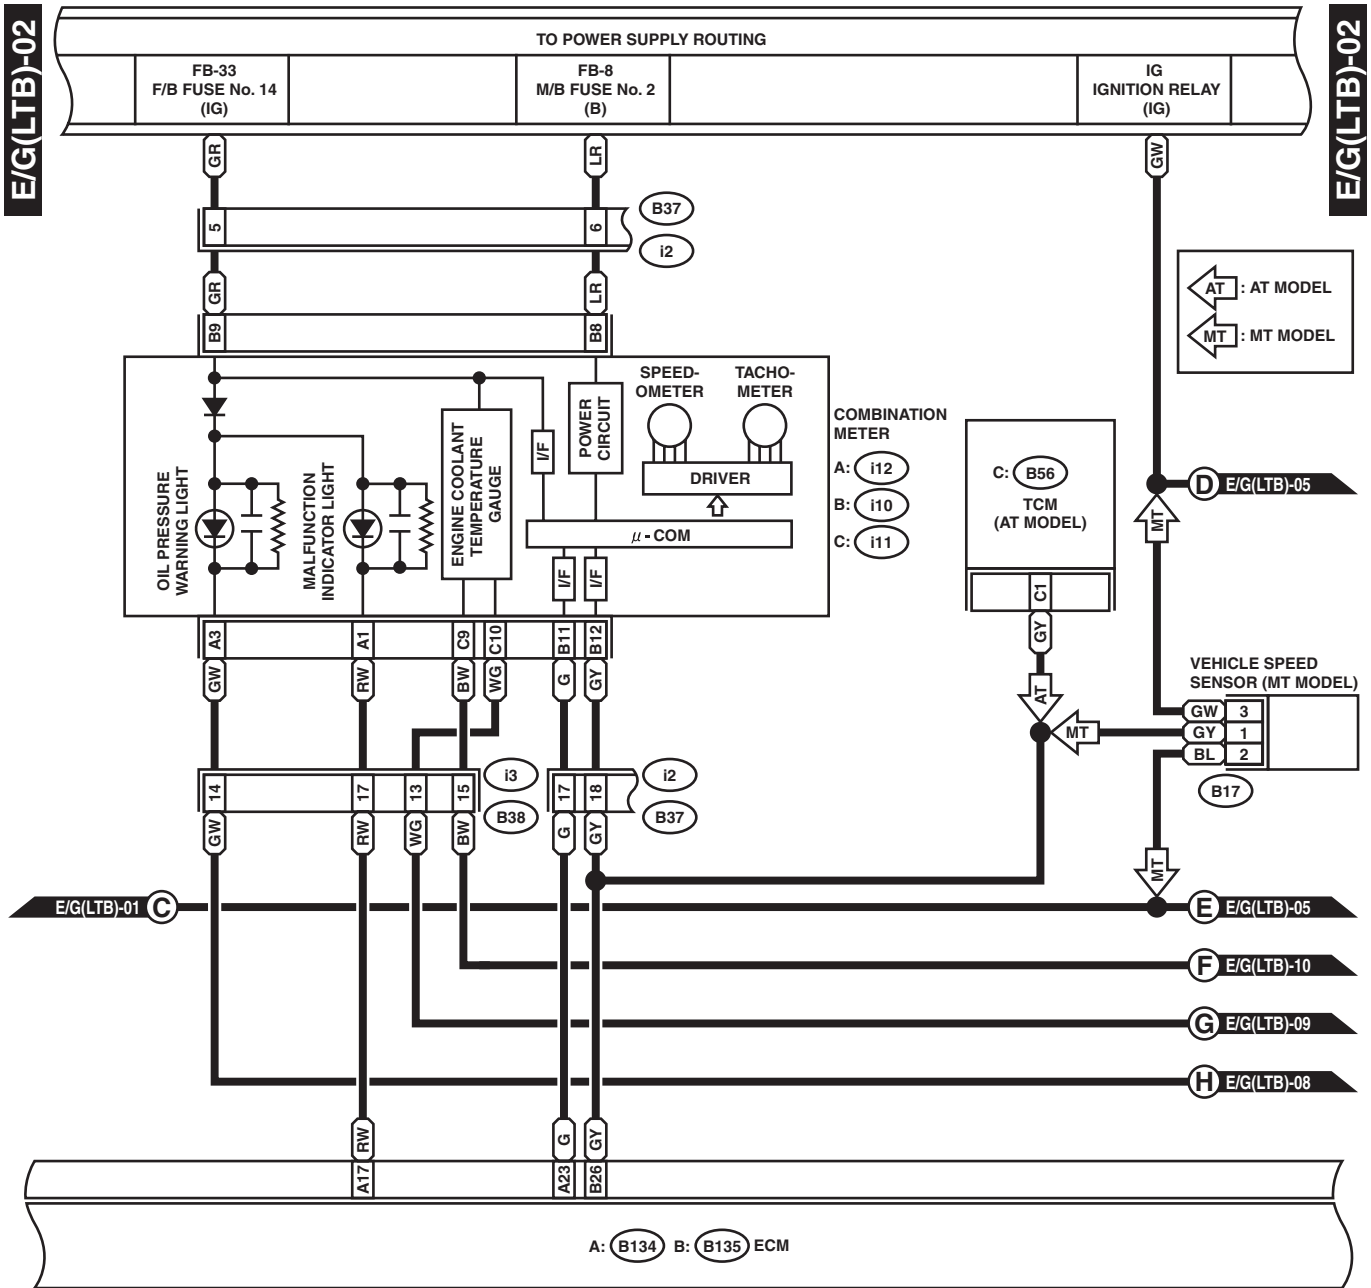 E/G(LTB)-02
E/G(LTB)-02
TO POWER SUPPLY ROUTING
FB-33
F/B FUSE No. 14
(IG)
FB-8
M/B FUSE No. 2
(B)
IG
IGNITION RELAY
(IG)
GR
LR
GW
5
6
B37
i2
GR
LR
B9
B8
AT : AT MODEL
MT : MT MODEL
OIL PRESSURE
WARNING LIGHT
MALFUNCTION
INDICATOR LIGHT
ENGINE COOLANT
TEMPERATURE
GAUGE
I/F
POWER
CIRCUIT
SPEED-
OMETER
TACHO-
METER
DRIVER
μ - COM
I/F
I/F
COMBINATION
METER
A: i12
B: i10
C: i11
C: B56
TCM
(AT MODEL)
C1
GY
AT
MT
D E/G(LTB)-05
MT
VEHICLE SPEED
SENSOR (MT MODEL)
GW 3
GY 1
BL 2
B17
MT
A3
A1
C9
C10
B11
B12
GW
RW
BW
WG
G
GY
14
17
13
15
i3
B38
17
18
i2
B37
GW
RW
WG
BW
G
GY
E/G(LTB)-01 C
E E/G(LTB)-05
F E/G(LTB)-10
G E/G(LTB)-09
H E/G(LTB)-08
RW
G
GY
A17
A23
B26
A: B134 B: B135 ECM